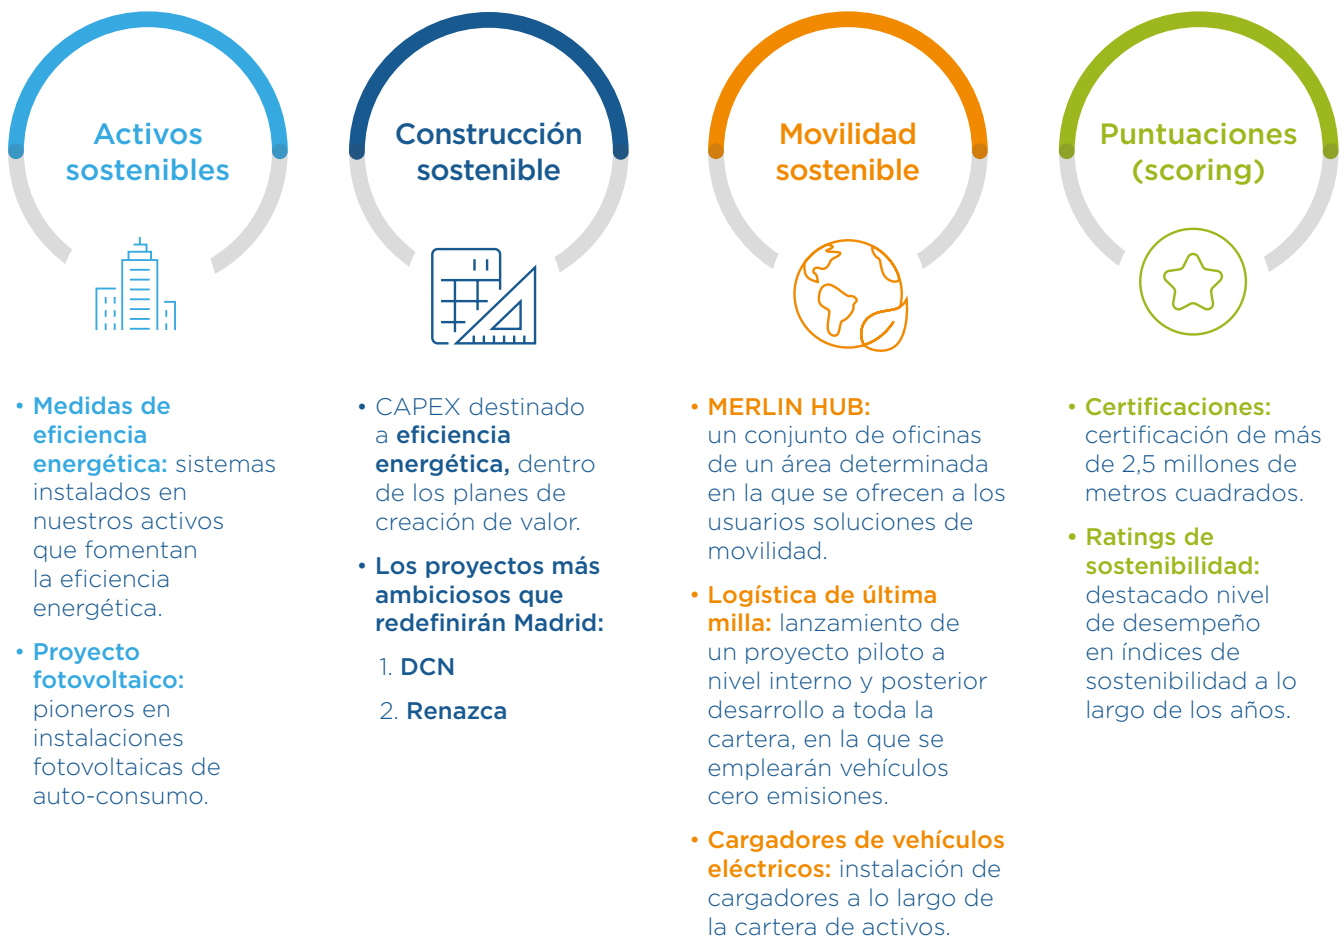 Activos
sostenibles
• Medidas de
eficiencia
energética: sistemas
instalados en
nuestros activos
que fomentan
la eficiencia
energética.
• Proyecto
fotovoltaico:
pioneros en
instalaciones
fotovoltaicas de
auto-consumo.
Construcción
sostenible
• CAPEX destinado
a eficiencia
energética, dentro
de los planes de
creación de valor.
• Los proyectos más
ambiciosos que
redefinirán Madrid:
1. DCN
2. Renazca
Movilidad
sostenible
• MERLIN HUB:
un conjunto de oficinas
de un área determinada
en la que se ofrecen a los
usuarios soluciones de
movilidad.
• Logística de última
milla: lanzamiento de
un proyecto piloto a
nivel interno y posterior
desarrollo a toda la
cartera, en la que se
emplearán vehículos
cero emisiones.
• Cargadores de vehículos
eléctricos: instalación de
cargadores a lo largo de
la cartera de activos.
Puntuaciones
(scoring)
• Certificaciones:
certificación de más
de 2,5 millones de
metros cuadrados.
• Ratings de
sostenibilidad:
destacado nivel
de desempeño
en índices de
sostenibilidad a lo
largo de los años.